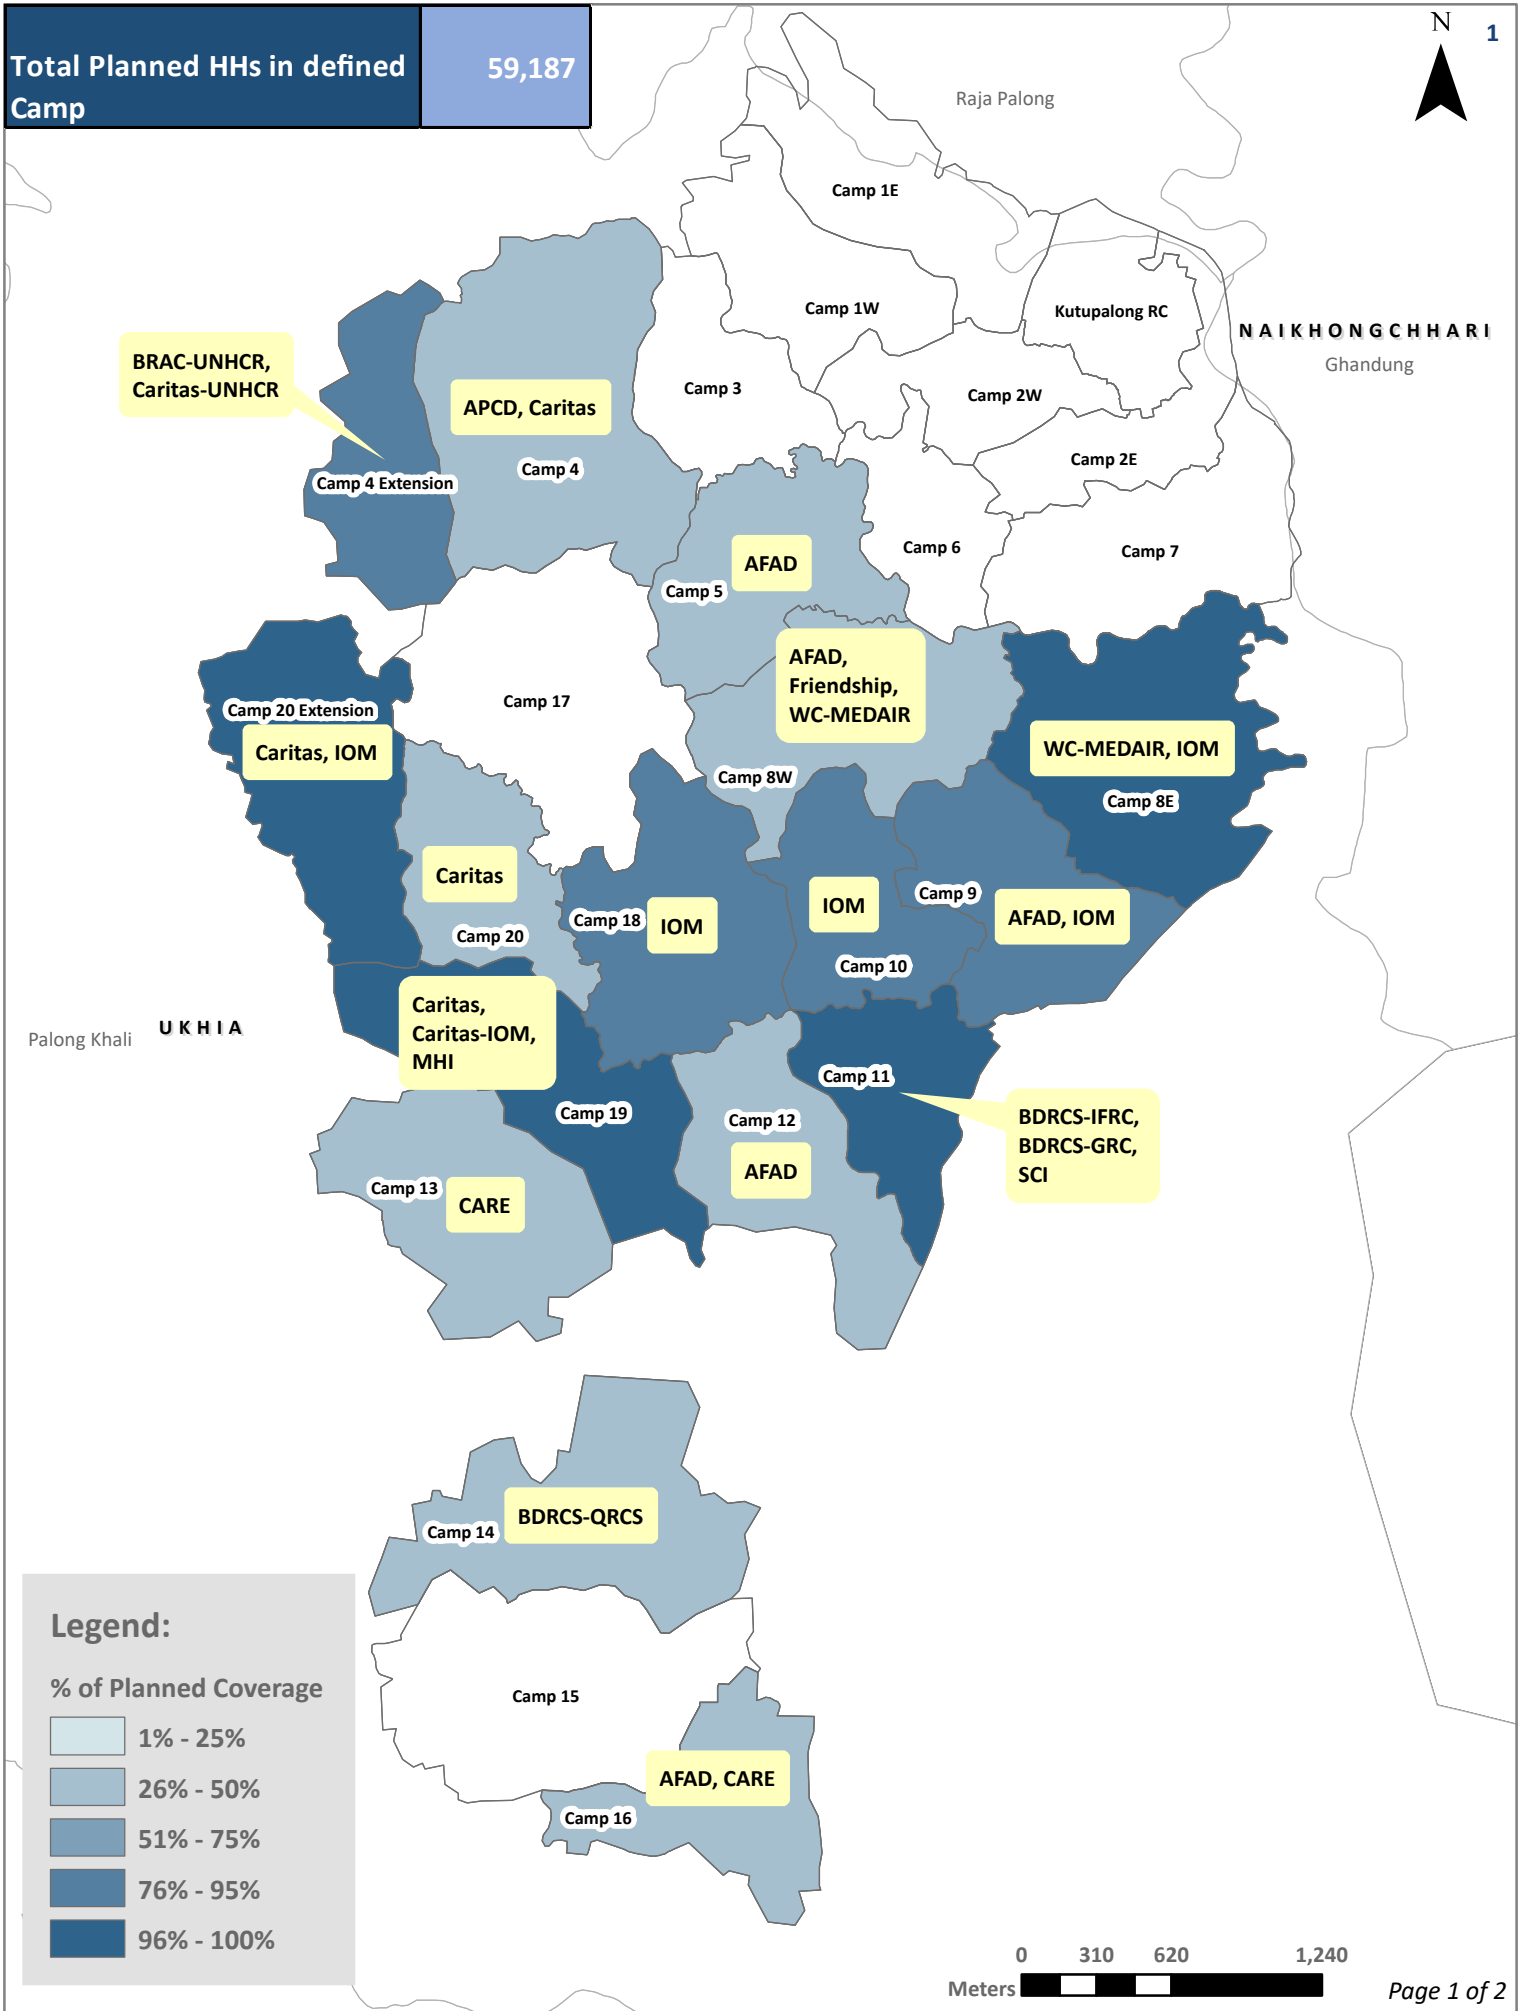 Total Planned HHs in defined
Camp
59,187
N
1
Raja Palong
Camp 1E
Camp 1W
Kutupalong RC
NAIKHONGCHHARI
Ghandung
BRAC-UNHCR,
Caritas-UNHCR
APCD, Caritas
Camp 3
Camp 2W
Camp 4
Camp 2E
Camp 4 Extension
AFAD
Camp 6
Camp 7
Camp 5
AFAD,
Friendship,
WC-MEDAIR
Camp 17
Camp 20 Extension
Caritas, IOM
WC-MEDAIR, IOM
Camp 8W
Camp 8E
Caritas
Camp 20
Camp 18
IOM
IOM
Camp 9
AFAD, IOM
Camp 10
Caritas,
Caritas-IOM,
MHI
Palong Khali
UKHIA
Camp 11
Camp 19
Camp 12
AFAD
BDRCS-IFRC,
BDRCS-GRC,
SCI
Camp 13
CARE
BDRCS-QRCS
Camp 14
Camp 15
AFAD, CARE
Camp 16
Legend:
% of Planned Coverage
1% - 25%
26% - 50%
51% - 75%
76% - 95%
96% - 100%
0 310 620 1,240
Meters
Page 1 of 2